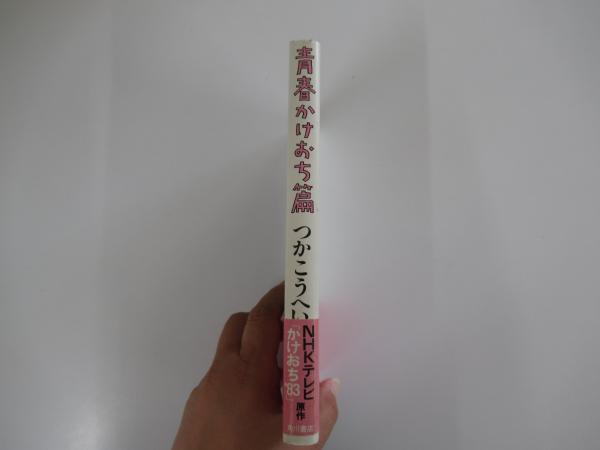 青春かけおち篇
つかこうへい
NHKテレビ
「かけおち'83」
原作
角川書店